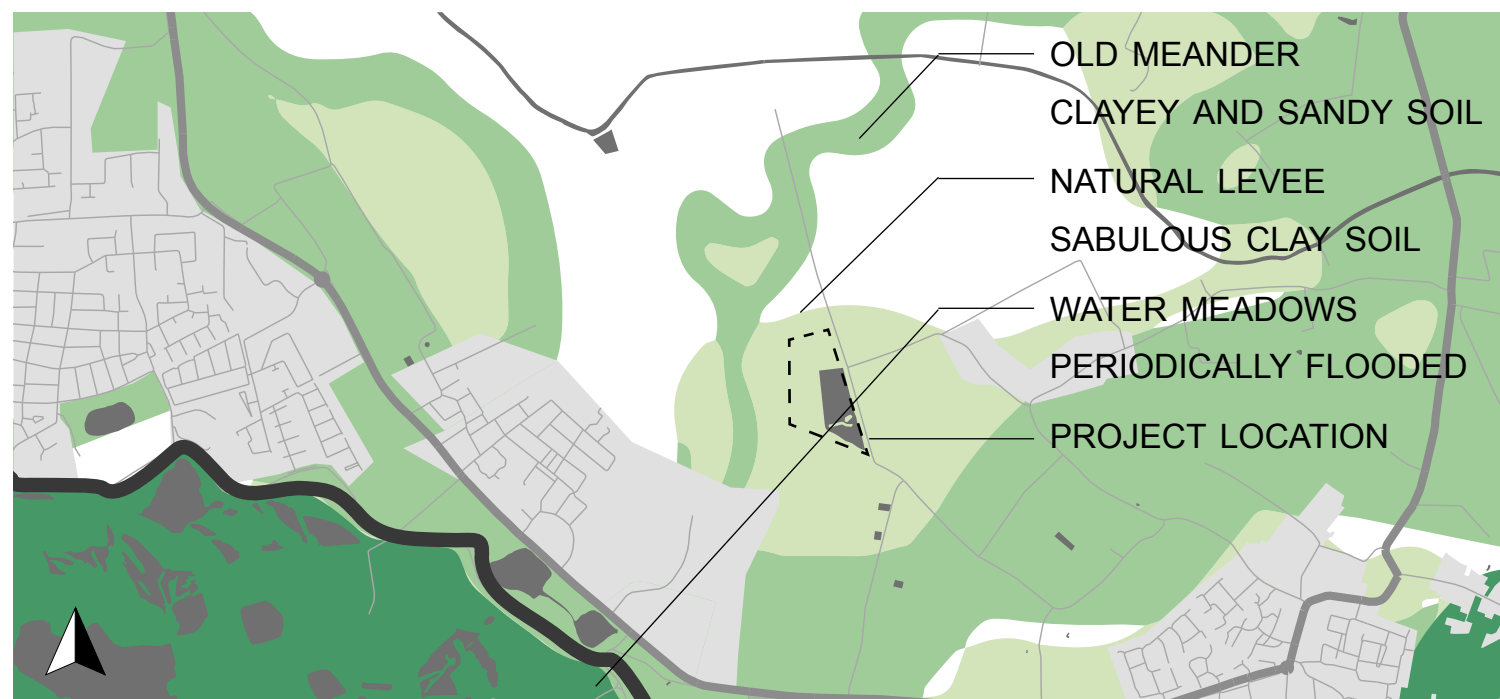 OLD MEANDER
CLAYEY AND SANDY SOIL
NATURAL LEVEE
SABULOUS CLAY SOIL
WATER MEADOWS
PERIODICALLY FLOODED
PROJECT LOCATION